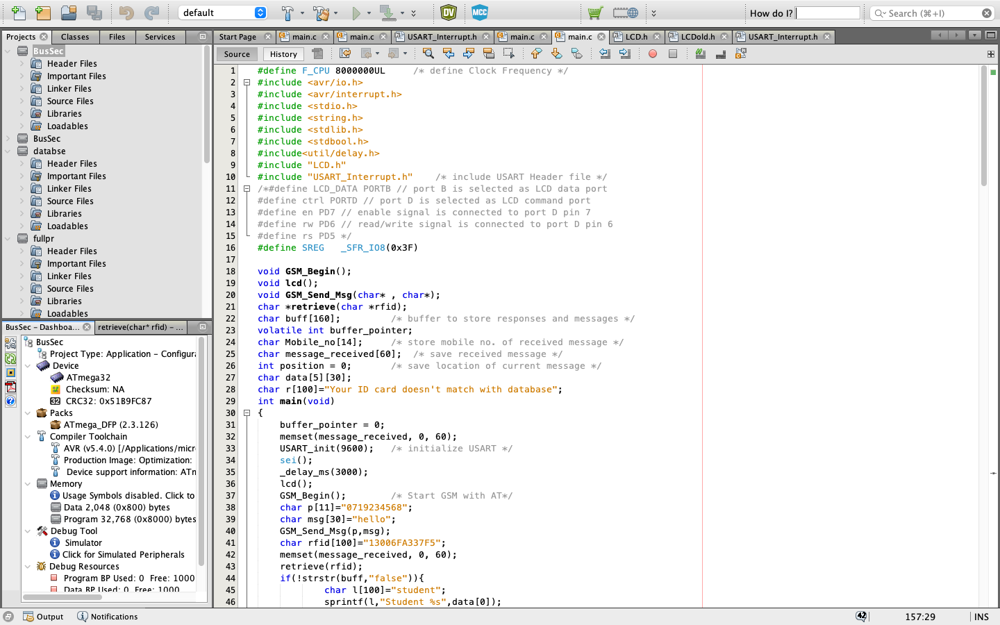 default
DV
MCC
How do I?
Search (⌘+I)
Projects
Classes
Files
Services
Start Page
main.c
main.c
USART_Interrupt.h
main.c
main.c
LCD.h
LCDold.h
USART_Interrupt.h
Source
History
BusSec
Header Files
Important Files
Linker Files
Source Files
Libraries
Loadables
BusSec
databse
Header Files
Important Files
Linker Files
Source Files
Libraries
Loadables
fullpr
Header Files
Important Files
Linker Files
Source Files
Libraries
Loadables
BusSec – Dashboa...
retrieve(char* rfid) – ...
BusSec
Project Type: Application – Configura
Device
ATmega32
Checksum: NA
32 CRC32: 0x51B9FC87
Packs
ATmega_DFP (2.3.126)
Compiler Toolchain
AVR (v5.4.0) [/Applications/micr
Production Image: Optimization:
Device support information: ATm
Memory
Usage Symbols disabled. Click to
Data 2,048 (0x800) bytes
Program 32,768 (0x8000) bytes
Debug Tool
Simulator
Click for Simulated Peripherals
Debug Resources
Program BP Used: 0 Free: 1000
Data BP Used: 0 Free: 1000
1 #define F_CPU 8000000UL /* define Clock Frequency */
2 #include <avr/io.h>
3 #include <avr/interrupt.h>
4 #include <stdio.h>
5 #include <string.h>
6 #include <stdlib.h>
7 #include <stdbool.h>
8 #include<util/delay.h>
9 #include "LCD.h"
10 #include "USART_Interrupt.h" /* include USART Header file */
11 /*#define LCD_DATA PORTB // port B is selected as LCD data port
12 #define ctrl PORTD // port D is selected as LCD command port
13 #define en PD7 // enable signal is connected to port D pin 7
14 #define rw PD6 // read/write signal is connected to port D pin 6
15 #define rs PD5 */
16 #define SREG _SFR_IO8(0x3F)
17
18 void GSM_Begin();
19 void lcd();
20 void GSM_Send_Msg(char* , char*);
21 char *retrieve(char *rfid);
22 char buff[160]; /* buffer to store responses and messages */
23 volatile int buffer_pointer;
24 char Mobile_no[14]; /* store mobile no. of received message */
25 char message_received[60]; /* save received message */
26 int position = 0; /* save location of current message */
27 char data[5][30];
28 char r[100]="Your ID card doesn't match with database";
29 int main(void)
30 {
31 buffer_pointer = 0;
32 memset(message_received, 0, 60);
33 USART_init(9600); /* initialize USART */
34 sei();
35 _delay_ms(3000);
36 lcd();
37 GSM_Begin(); /* Start GSM with AT*/
38 char p[11]="0719234568";
39 char msg[30]="hello";
40 GSM_Send_Msg(p,msg);
41 char rfid[100]="13006FA337F5";
42 memset(message_received, 0, 60);
43 retrieve(rfid);
44 if(!strstr(buff,"false")){
45 char l[100]="student";
46 sprintf(l,"Student %s",data[0]);
Output
Notifications
42
157:29
INS